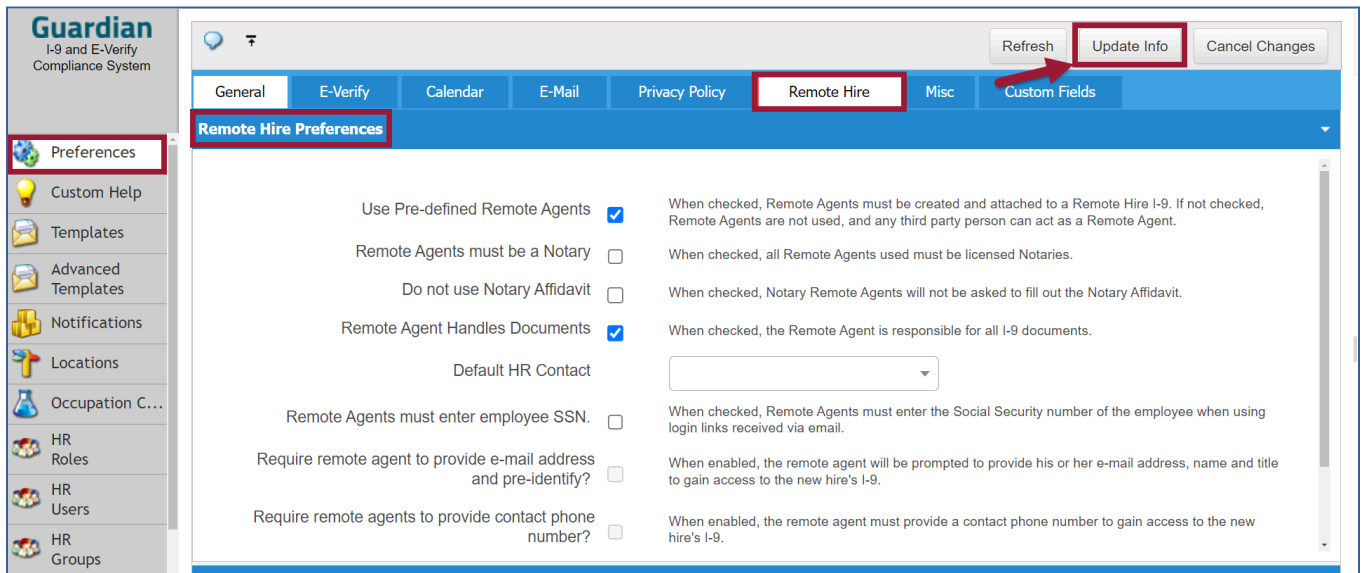 Guardian
I-9 and E-Verify
Compliance System
Preferences
Custom Help
Templates
Advanced
Templates
Notifications
Locations
Occupation C...
HR
Roles
HR
Users
HR
Groups
Refresh
Update Info
Cancel Changes
General
E-Verify
Calendar
E-Mail
Privacy Policy
Remote Hire
Misc
Custom Fields
Remote Hire Preferences
Use Pre-defined Remote Agents
When checked, Remote Agents must be created and attached to a Remote Hire I-9. If not checked,
Remote Agents are not used, and any third party person can act as a Remote Agent.
Remote Agents must be a Notary
When checked, all Remote Agents used must be licensed Notaries.
Do not use Notary Affidavit
When checked, Notary Remote Agents will not be asked to fill out the Notary Affidavit.
Remote Agent Handles Documents
When checked, the Remote Agent is responsible for all I-9 documents.
Default HR Contact
Remote Agents must enter employee SSN.
When checked, Remote Agents must enter the Social Security number of the employee when using
login links received via email.
Require remote agent to provide e-mail address
and pre-identify?
When enabled, the remote agent will be prompted to provide his or her e-mail address, name and title
to gain access to the new hire's I-9.
Require remote agents to provide contact phone
number?
When enabled, the remote agent must provide a contact phone number to gain access to the new
hire's I-9.